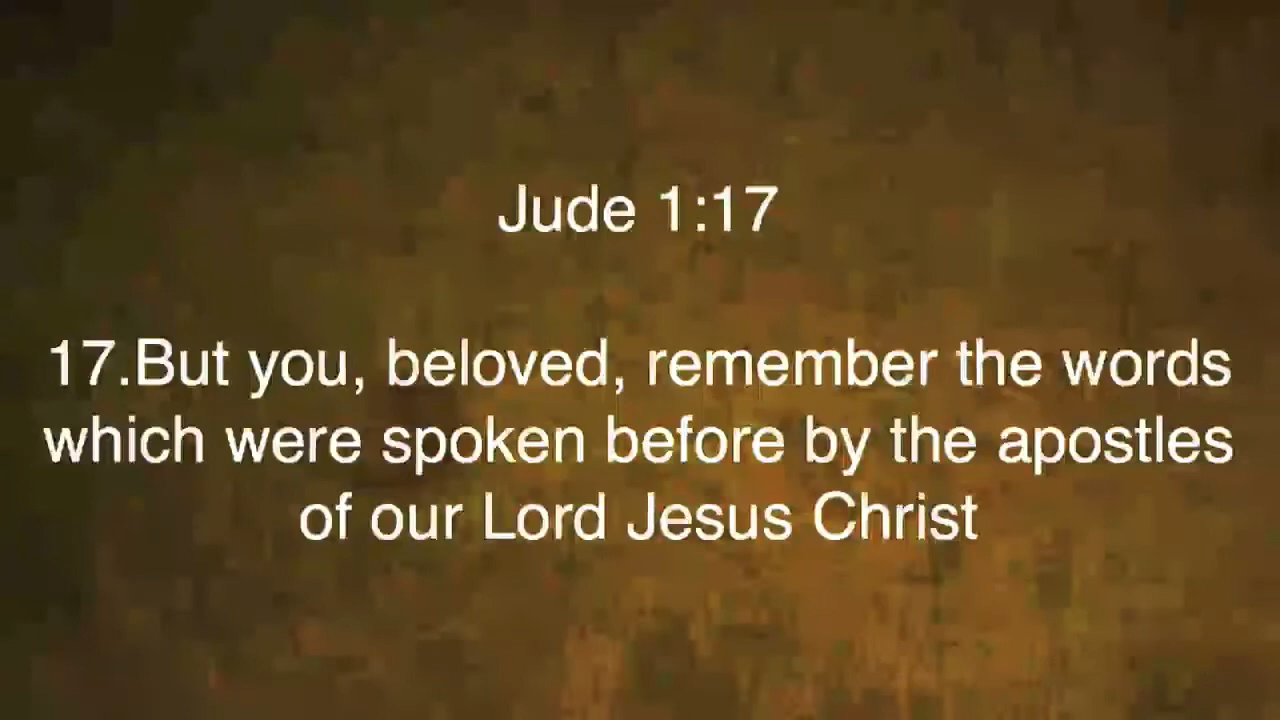 Jude 1:17
17.But you, beloved, remember the words
which were spoken before by the apostles
of our Lord Jesus Christ